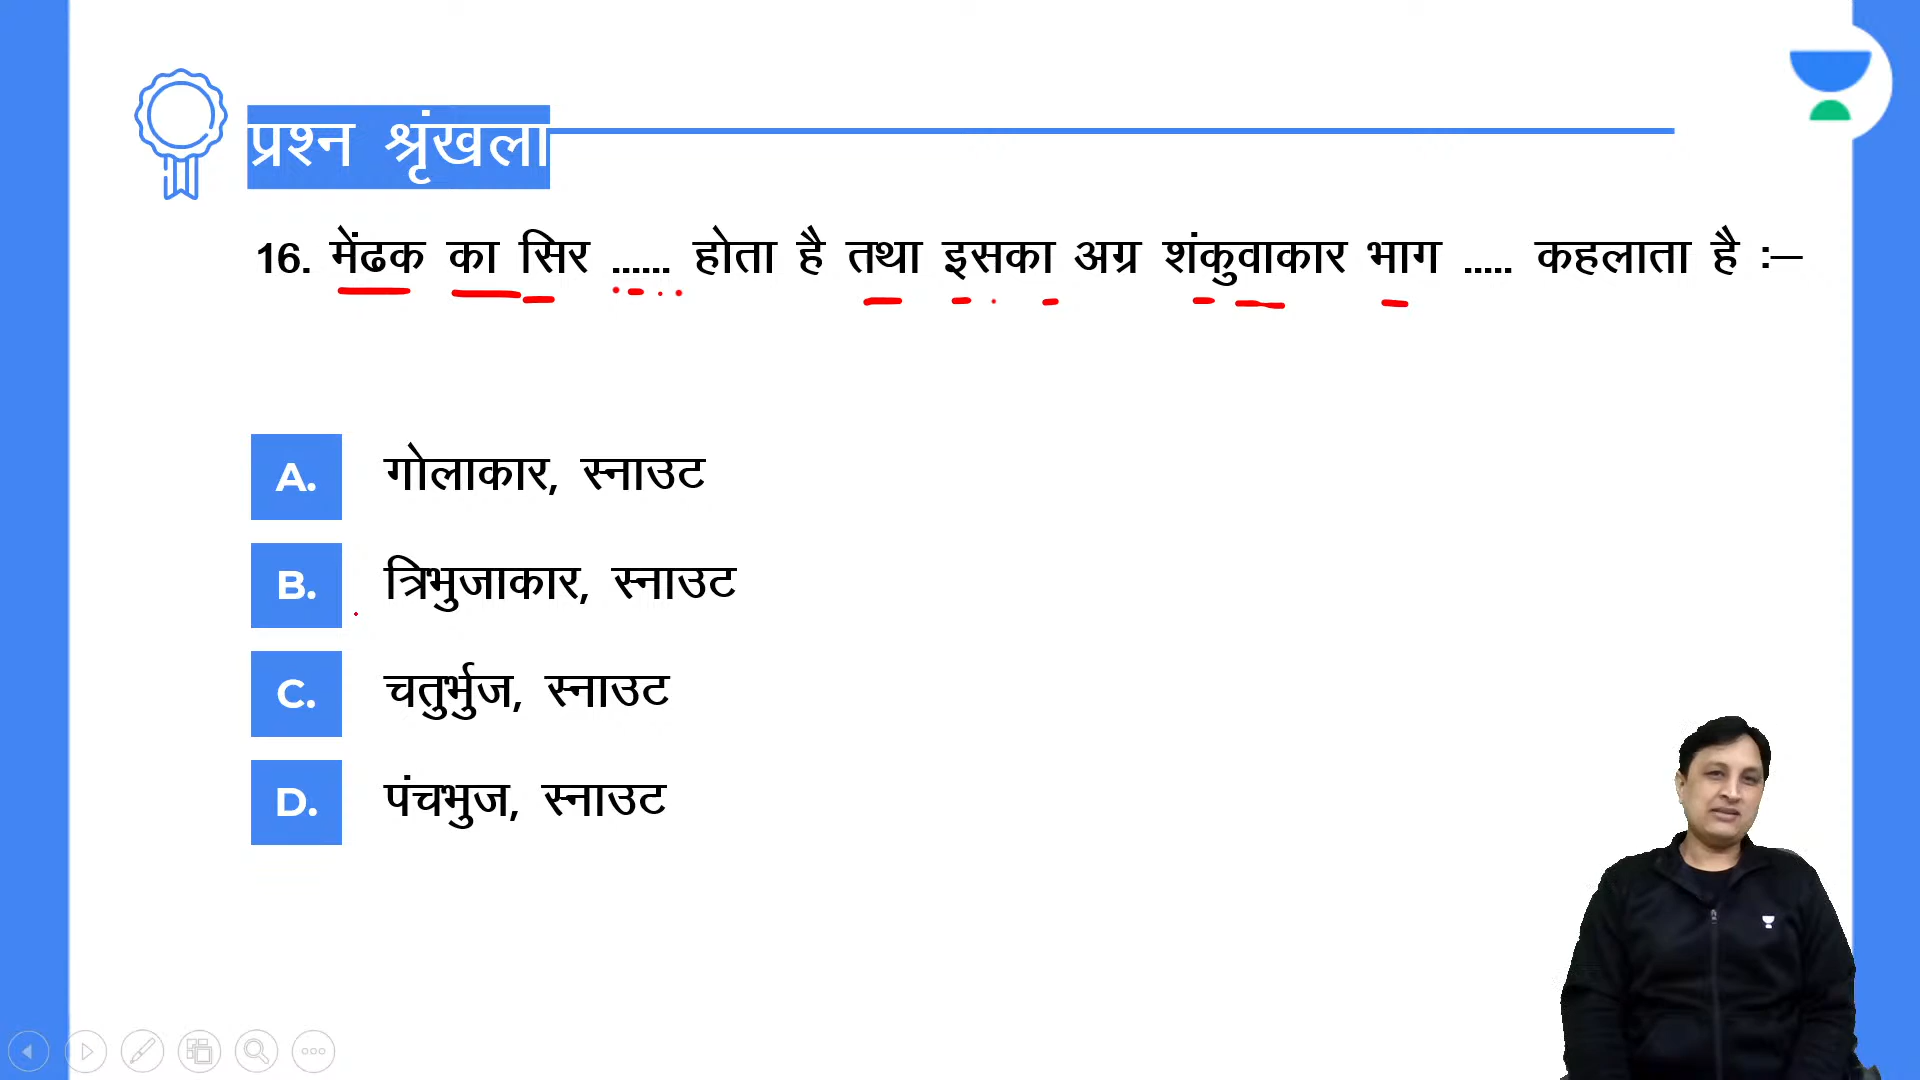 प्रश्न श्रृंखला
16. मेंढक का सिर ...... होता है तथा इसका अग्र शंकुवाकार भाग ..... कहलाता है :–
A. गोलाकार, स्नाउट
B. त्रिभुजाकार, स्नाउट
C. चतुर्भुज, स्नाउट
D. पंचभुज, स्नाउट